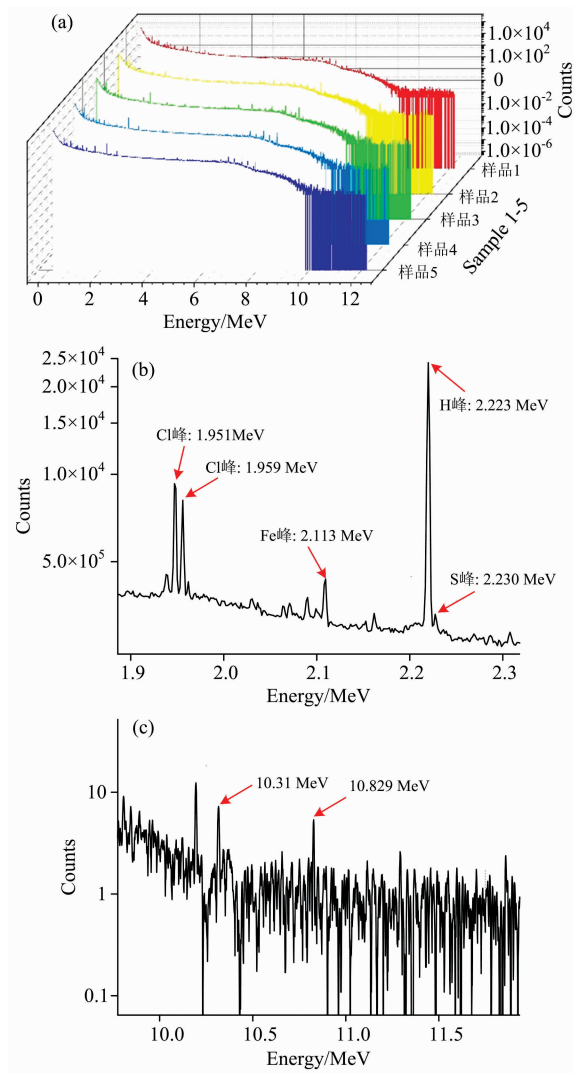 (a)
1.0×10⁴
1.0×10²
0
1.0×10⁻²
1.0×10⁻⁴
1.0×10⁻⁶
Counts
样品1
样品2
样品3
样品4
样品5
Sample 1-5
0 2 4 6 8 10 12
Energy/MeV
(b)
2.5×10⁴
2.0×10⁴
1.5×10⁴
1.0×10⁴
5.0×10⁵
Counts
Cl峰: 1.951MeV
Cl峰: 1.959 MeV
Fe峰: 2.113 MeV
H峰: 2.223 MeV
S峰: 2.230 MeV
1.9 2.0 2.1 2.2 2.3
Energy/MeV
(c)
10
1
0.1
Counts
10.31 MeV
10.829 MeV
10.0 10.5 11.0 11.5
Energy/MeV